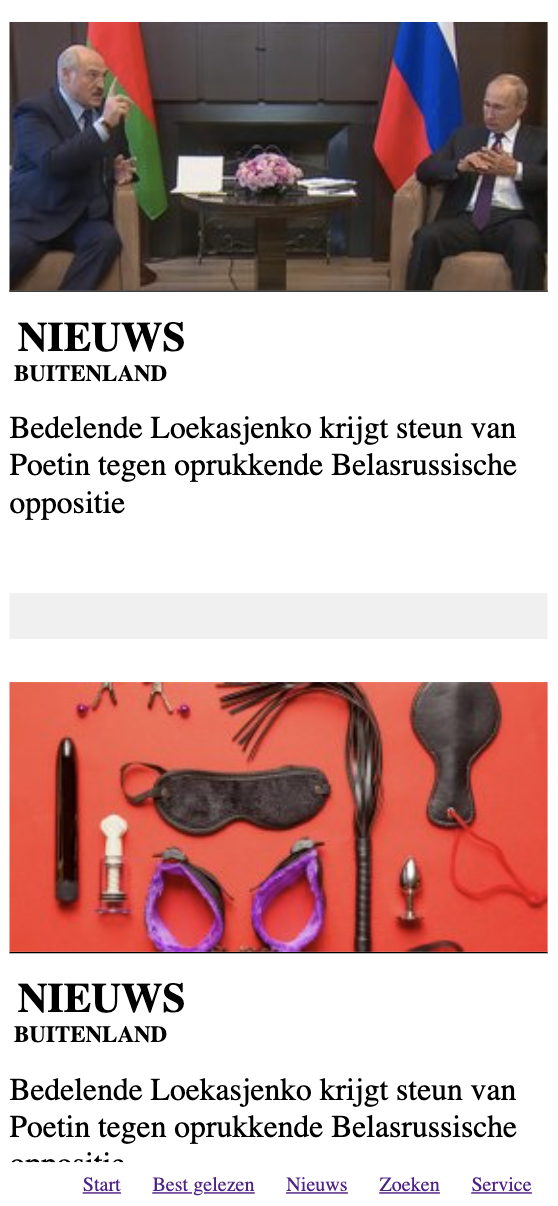 NIEUWS
BUITENLAND
Bedelende Loekasjenko krijgt steun van
Poetin tegen oprukkende Belasrussische
oppositie
NIEUWS
BUITENLAND
Bedelende Loekasjenko krijgt steun van
Poetin tegen oprukkende Belasrussische
oppositie
Start Best gelezen Nieuws Zoeken Service